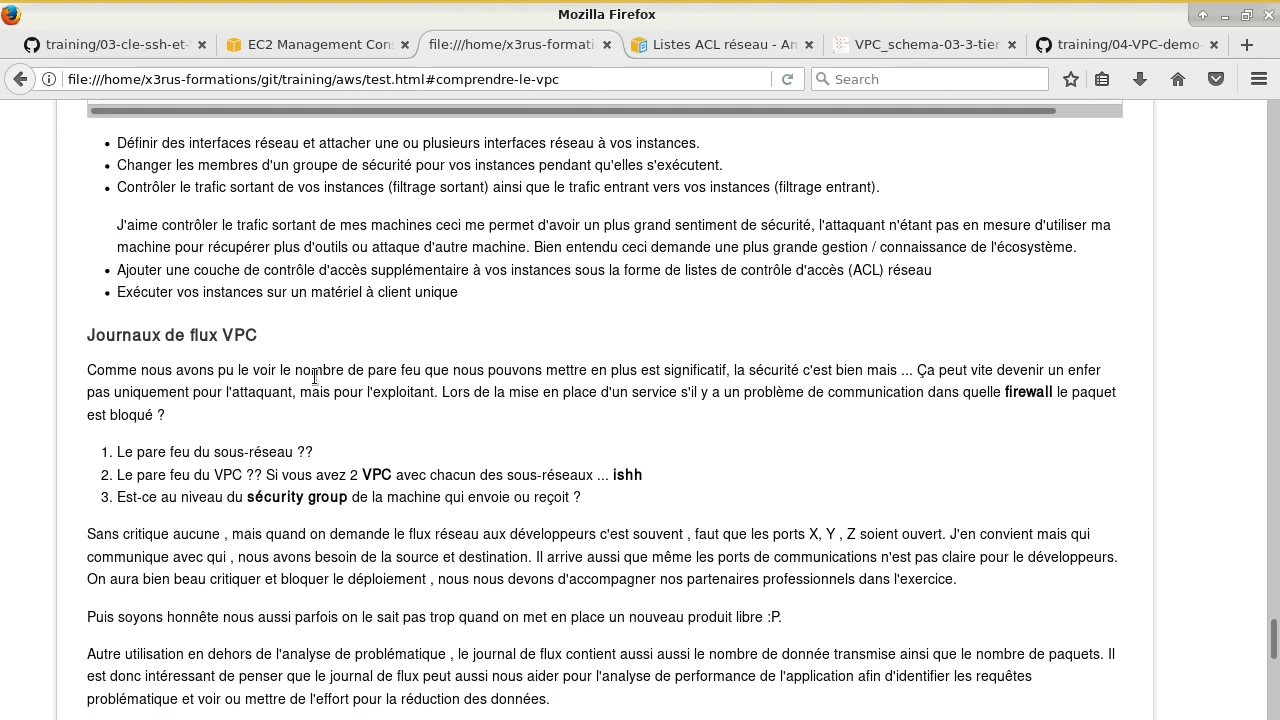 Mozilla Firefox
training/03-cle-ssh-et-
EC2 Management Con
file:///home/x3rus-formati
Listes ACL réseau - An
VPC_schema-03-3-tier
training/04-VPC-demo-
file:///home/x3rus-formations/git/training/aws/test.html#comprendre-le-vpc
Search
• Définir des interfaces réseau et attacher une ou plusieurs interfaces réseau à vos instances.
• Changer les membres d'un groupe de sécurité pour vos instances pendant qu'elles s'exécutent.
• Contrôler le trafic sortant de vos instances (filtrage sortant) ainsi que le trafic entrant vers vos instances (filtrage entrant).
J'aime contrôler le trafic sortant de mes machines ceci me permet d'avoir un plus grand sentiment de sécurité, l'attaquant n'étant pas en mesure d'utiliser ma
machine pour récupérer plus d'outils ou attaque d'autre machine. Bien entendu ceci demande une plus grande gestion / connaissance de l'écosystème.
• Ajouter une couche de contrôle d'accès supplémentaire à vos instances sous la forme de listes de contrôle d'accès (ACL) réseau
• Exécuter vos instances sur un matériel à client unique
Journaux de flux VPC
Comme nous avons pu le voir le nombre de pare feu que nous pouvons mettre en plus est significatif, la sécurité c'est bien mais ... Ça peut vite devenir un enfer
pas uniquement pour l'attaquant, mais pour l'exploitant. Lors de la mise en place d'un service s'il y a un problème de communication dans quelle firewall le paquet
est bloqué ?
1. Le pare feu du sous-réseau ??
2. Le pare feu du VPC ?? Si vous avez 2 VPC avec chacun des sous-réseaux ... ishh
3. Est-ce au niveau du sécurity group de la machine qui envoie ou reçoit ?
Sans critique aucune , mais quand on demande le flux réseau aux développeurs c'est souvent , faut que les ports X, Y , Z soient ouvert. J'en convient mais qui
communique avec qui , nous avons besoin de la source et destination. Il arrive aussi que même les ports de communications n'est pas claire pour le développeurs.
On aura bien beau critiquer et bloquer le déploiement , nous nous devons d'accompagner nos partenaires professionnels dans l'exercice.
Puis soyons honnête nous aussi parfois on le sait pas trop quand on met en place un nouveau produit libre :P.
Autre utilisation en dehors de l'analyse de problématique , le journal de flux contient aussi aussi le nombre de donnée transmise ainsi que le nombre de paquets. Il
est donc intéressant de penser que le journal de flux peut aussi nous aider pour l'analyse de performance de l'application afin d'identifier les requêtes
problématique et voir ou mettre de l'effort pour la réduction des données.